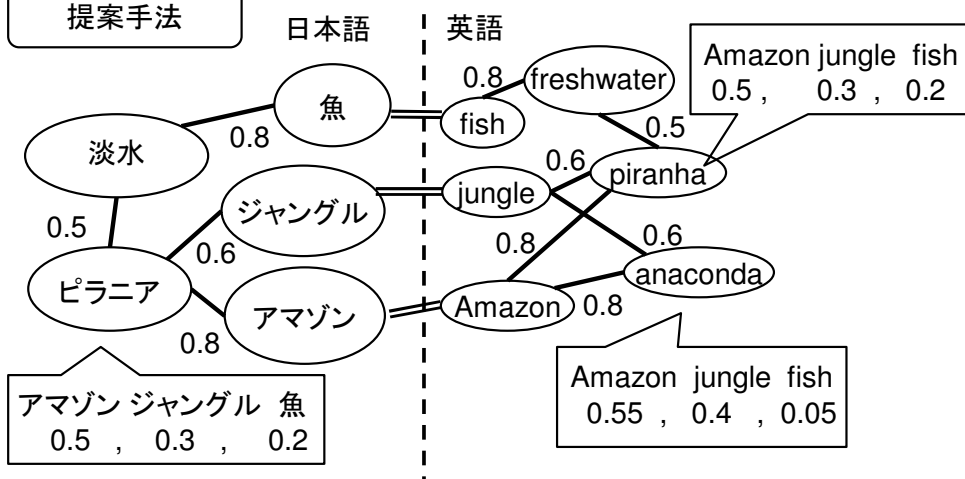 提案手法
日本語
英語
魚
淡水
ジャングル
ピラニア
アマゾン
0.8
0.5
0.6
0.8
アマゾン ジャングル 魚
0.5 , 0.3 , 0.2
fish
freshwater
jungle
piranha
Amazon
anaconda
0.8
0.5
0.6
0.8
0.6
0.8
Amazon jungle fish
0.5 , 0.3 , 0.2
Amazon jungle fish
0.55 , 0.4 , 0.05